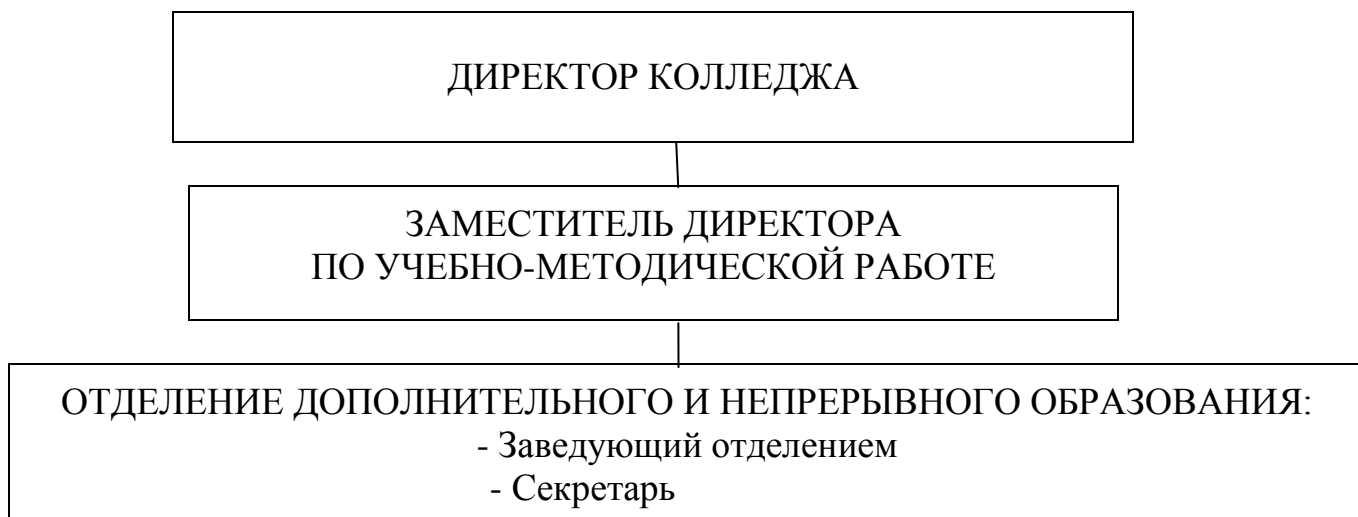 ДИРЕКТОР КОЛЛЕДЖА
ЗАМЕСТИТЕЛЬ ДИРЕКТОРА
ПО УЧЕБНО-МЕТОДИЧЕСКОЙ РАБОТЕ
ОТДЕЛЕНИЕ ДОПОЛНИТЕЛЬНОГО И НЕПРЕРЫВНОГО ОБРАЗОВАНИЯ:
- Заведующий отделением
- Секретарь